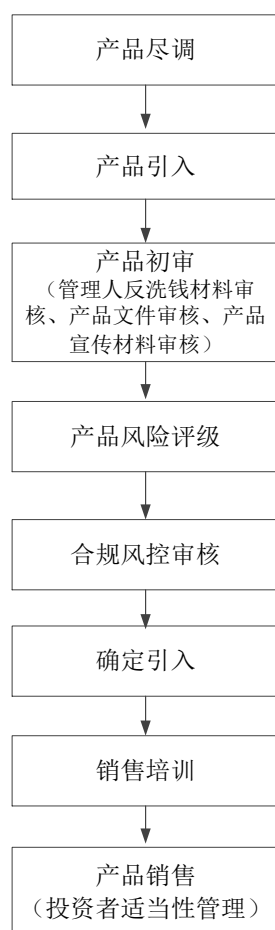 产品尽调
产品引入
产品初审
（管理人反洗钱材料审
核、产品文件审核、产品
宣传材料审核）
产品风险评级
合规风控审核
确定引入
销售培训
产品销售
（投资者适当性管理）